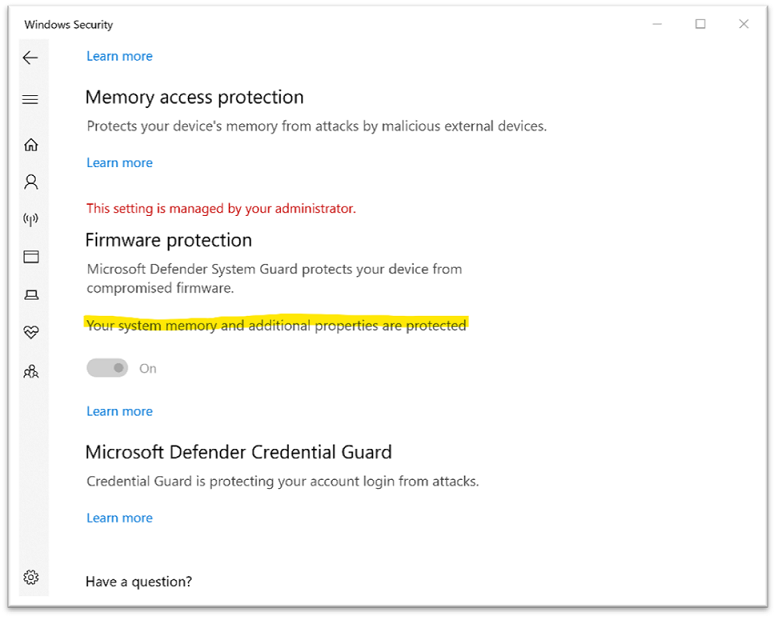 Windows Security
Learn more
Memory access protection
Protects your device's memory from attacks by malicious external devices.
Learn more
This setting is managed by your administrator.
Firmware protection
Microsoft Defender System Guard protects your device from
compromised firmware.
Your system memory and additional properties are protected
On
Learn more
Microsoft Defender Credential Guard
Credential Guard is protecting your account login from attacks.
Learn more
Have a question?